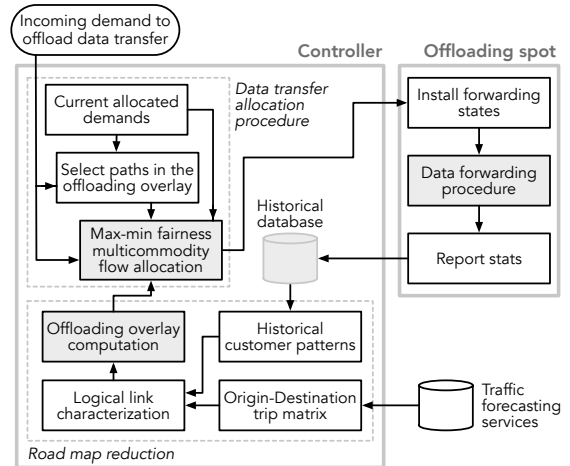 Incoming demand to
offload data transfer
Controller
Offloading spot
Current allocated
demands
Data transfer
allocation
procedure
Install forwarding
states
Select paths in the
offloading overlay
Data forwarding
procedure
Historical
database
Max-min fairness
multicommodity
flow allocation
Report stats
Offloading overlay
computation
Historical
customer patterns
Logical link
characterization
Origin-Destination
trip matrix
Traffic
forecasting
services
Road map reduction